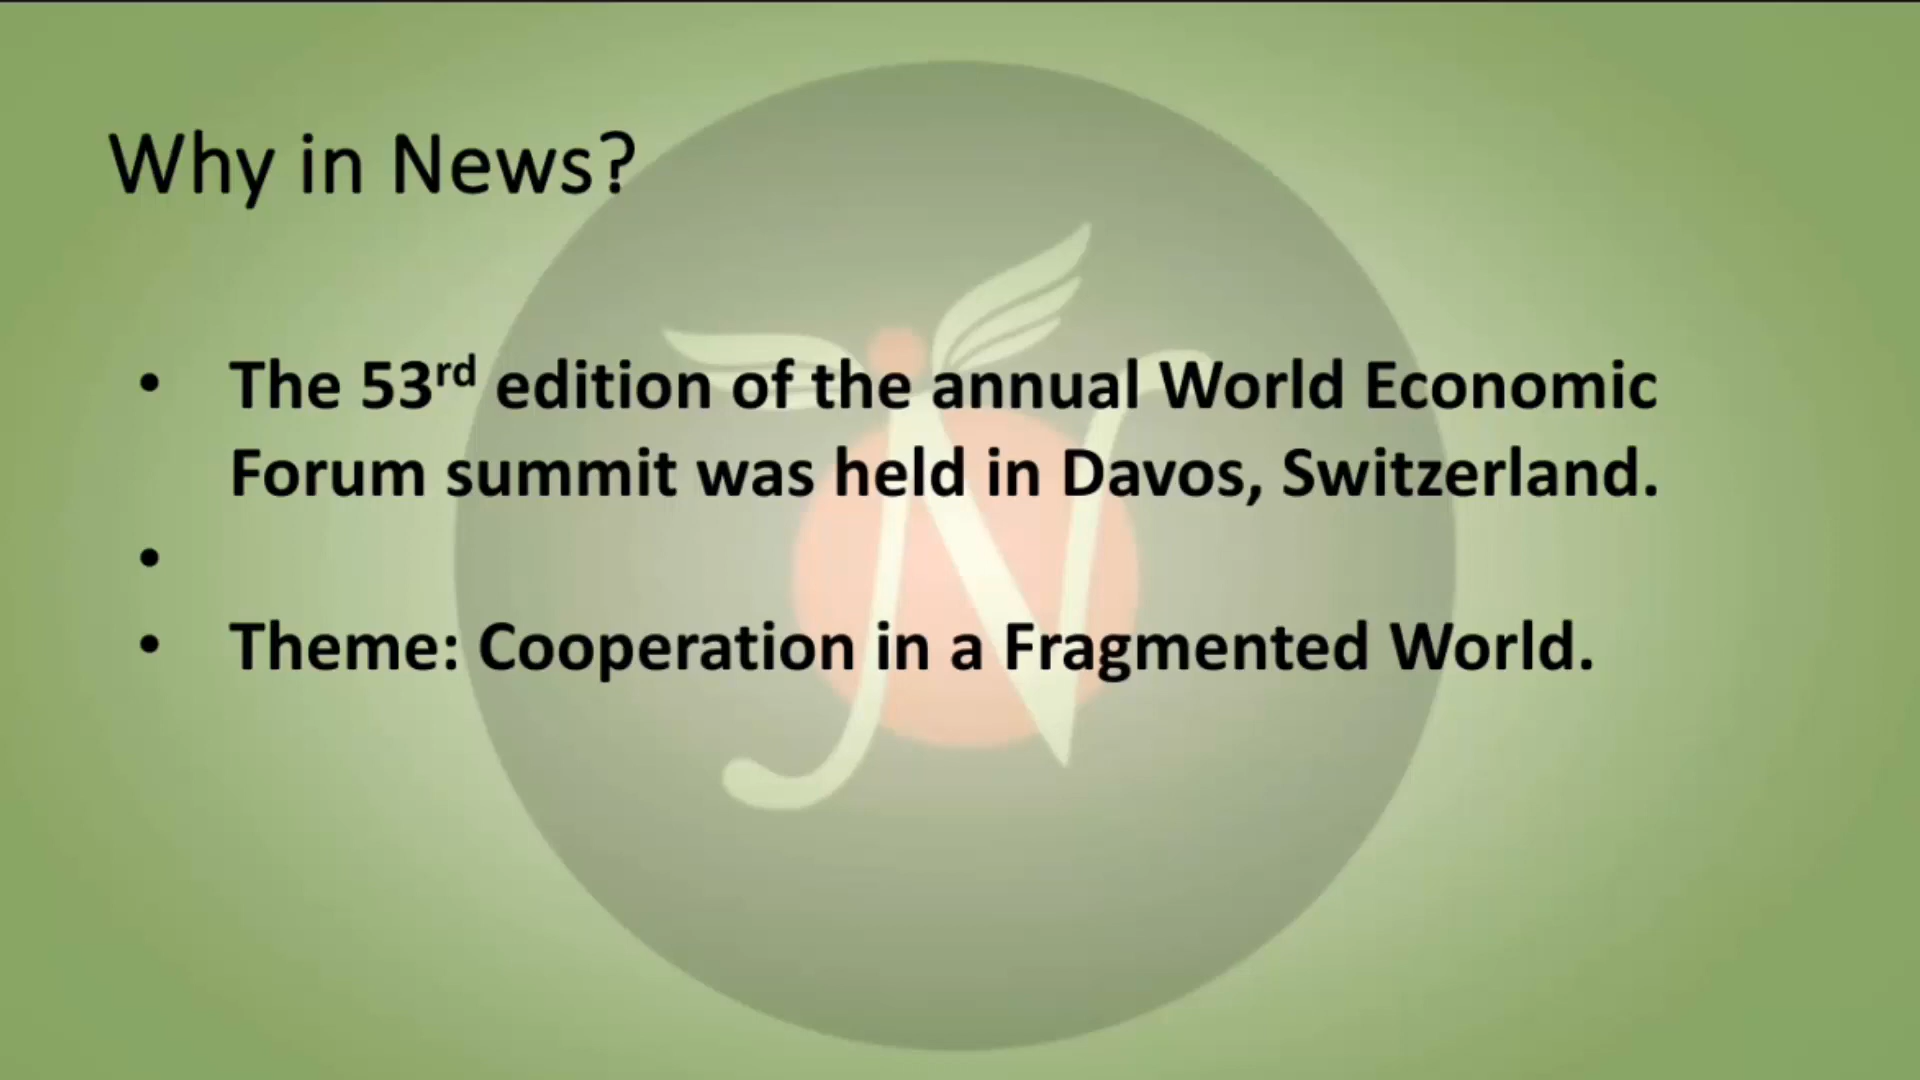 Why in News?
• The 53rd edition of the annual World Economic
Forum summit was held in Davos, Switzerland.
•
• Theme: Cooperation in a Fragmented World.